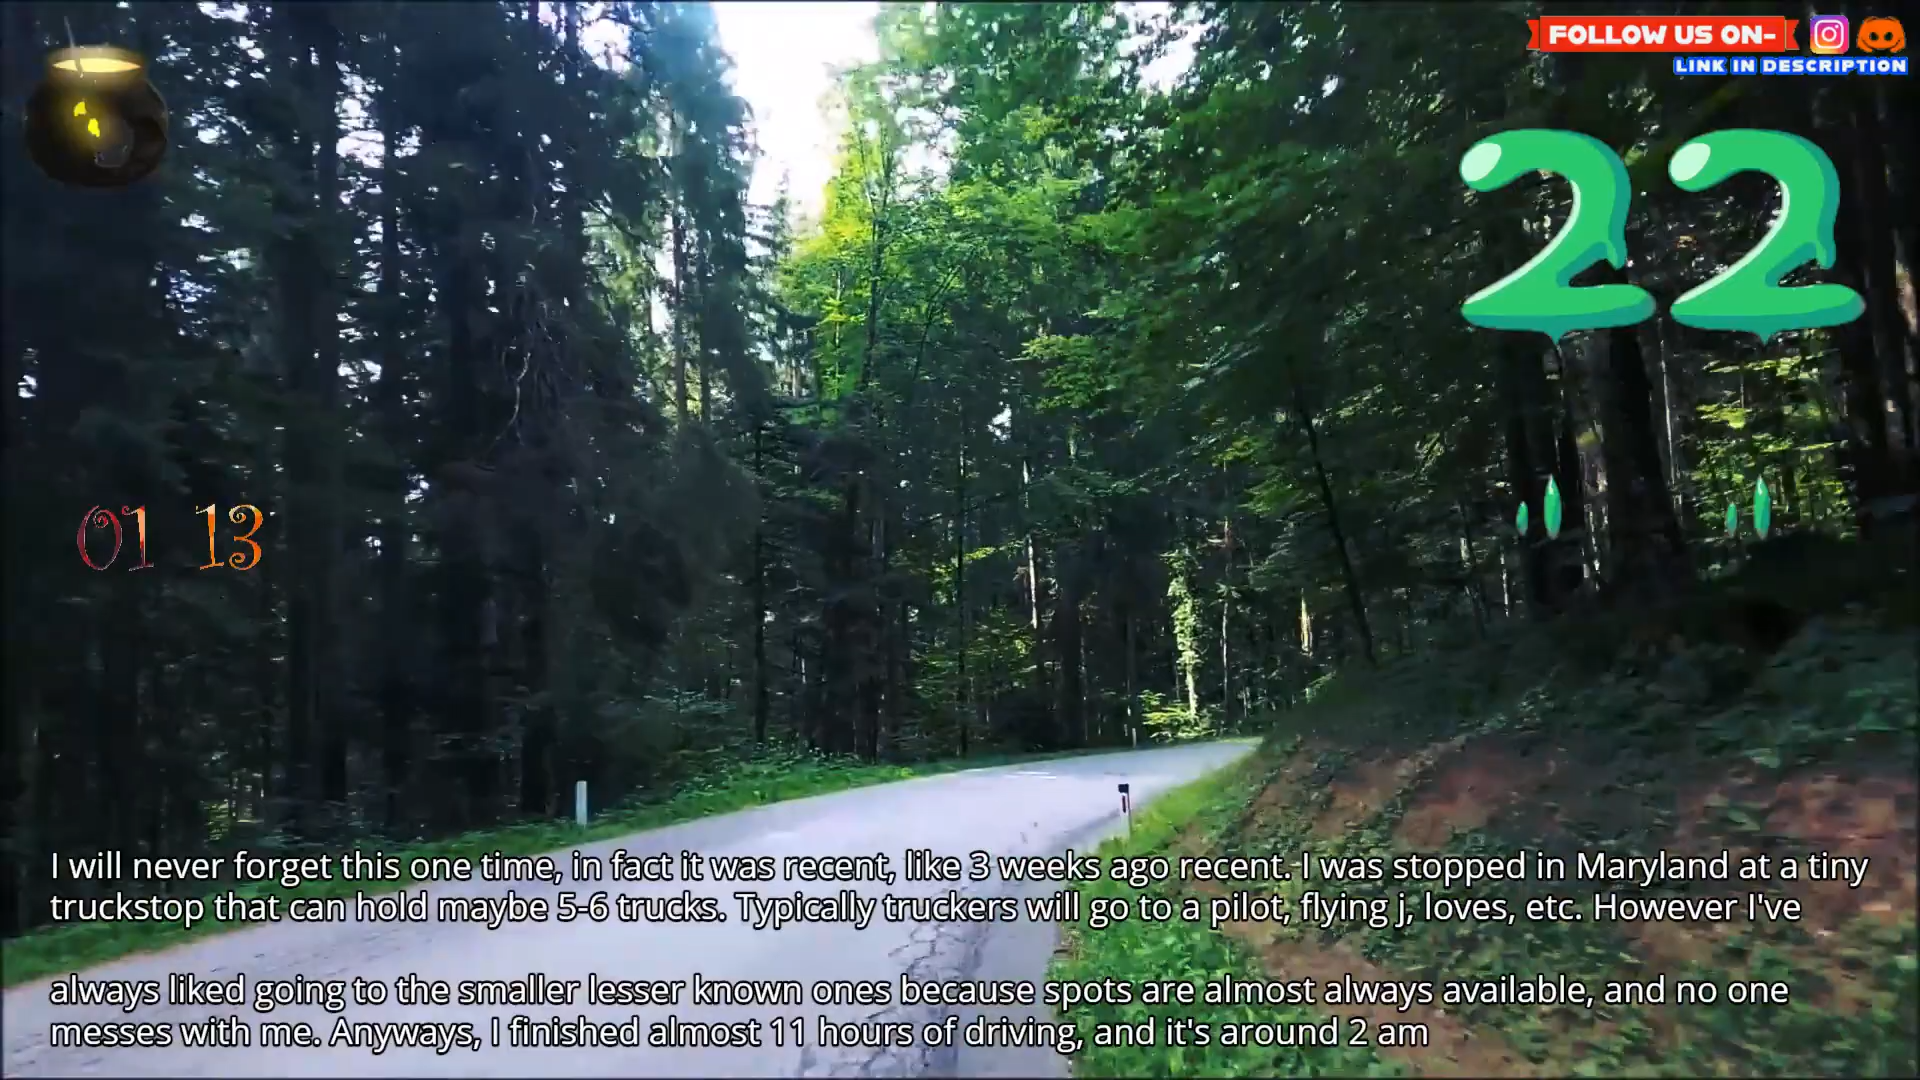 FOLLOW US ON-
LINK IN DESCRIPTION
22
01 13
I will never forget this one time, in fact it was recent, like 3 weeks ago recent. I was stopped in Maryland at a tiny
truckstop that can hold maybe 5-6 trucks. Typically truckers will go to a pilot, flying j, loves, etc. However I've
always liked going to the smaller lesser known ones because spots are almost always available, and no one
messes with me. Anyways, I finished almost 11 hours of driving, and it's around 2 am